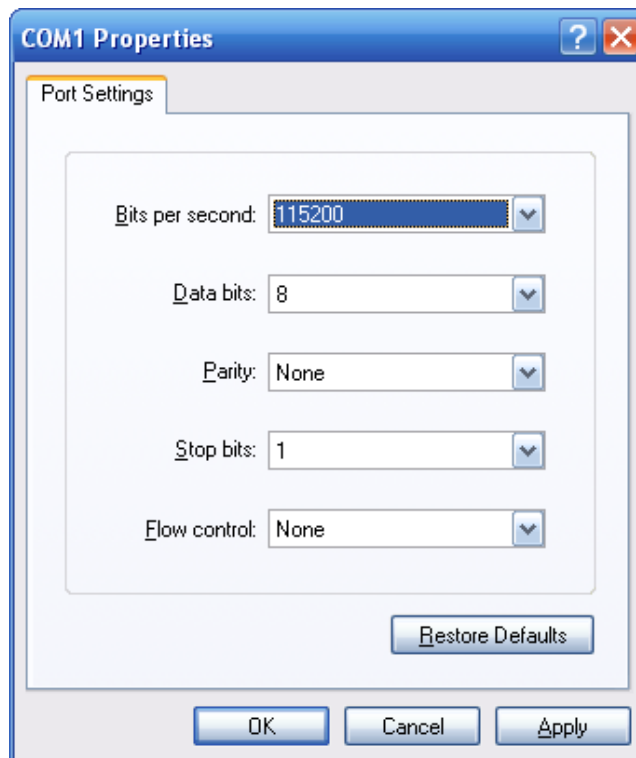 COM1 Properties
Port Settings
Bits per second: 115200
Data bits: 8
Parity: None
Stop bits: 1
Flow control: None
Restore Defaults
OK Cancel Apply